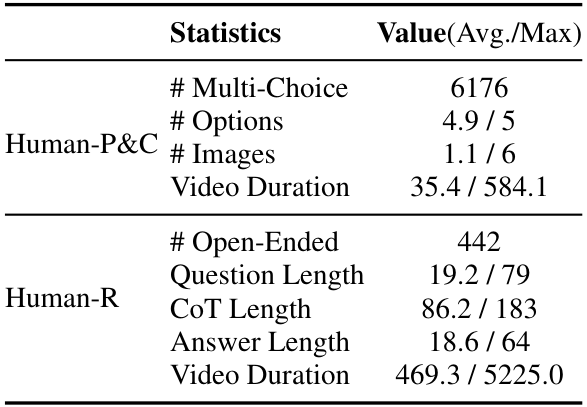 Statistics Value(Avg./Max)
# Multi-Choice 6176
# Options 4.9 / 5
Human-P&C
# Images 1.1 / 6
Video Duration 35.4 / 584.1
# Open-Ended 442
Question Length 19.2 / 79
Human-R
CoT Length 86.2 / 183
Answer Length 18.6 / 64
Video Duration 469.3 / 5225.0